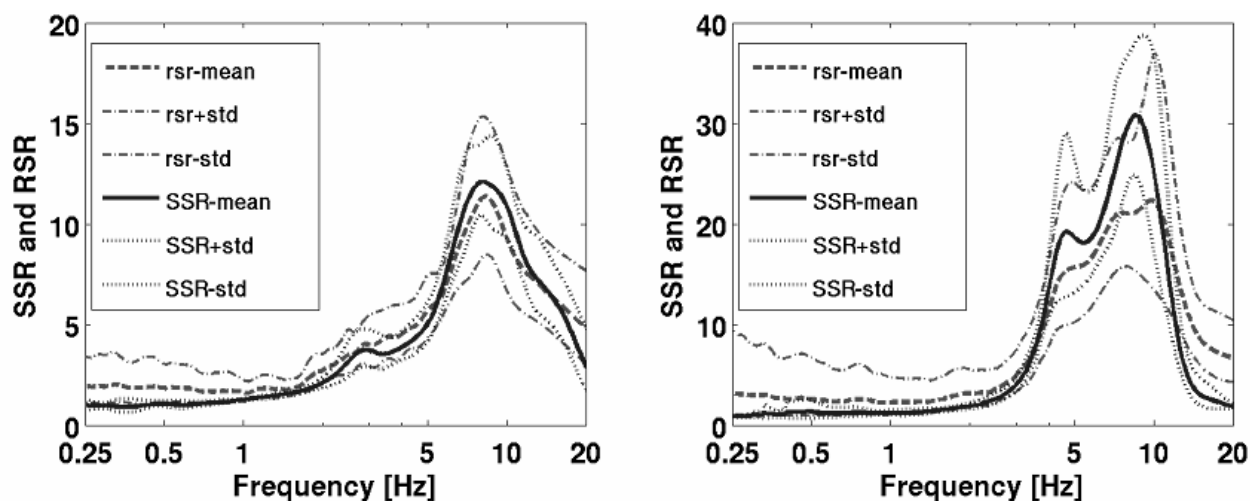 20
15
10
5
0
SSR and RSR
rsr-mean
rsr+std
rsr-std
SSR-mean
SSR+std
SSR-std
0.25 0.5 1 5 10 20
Frequency [Hz]
40
30
20
10
0
SSR and RSR
rsr-mean
rsr+std
rsr-std
SSR-mean
SSR+std
SSR-std
0.25 0.5 1 5 10 20
Frequency [Hz]